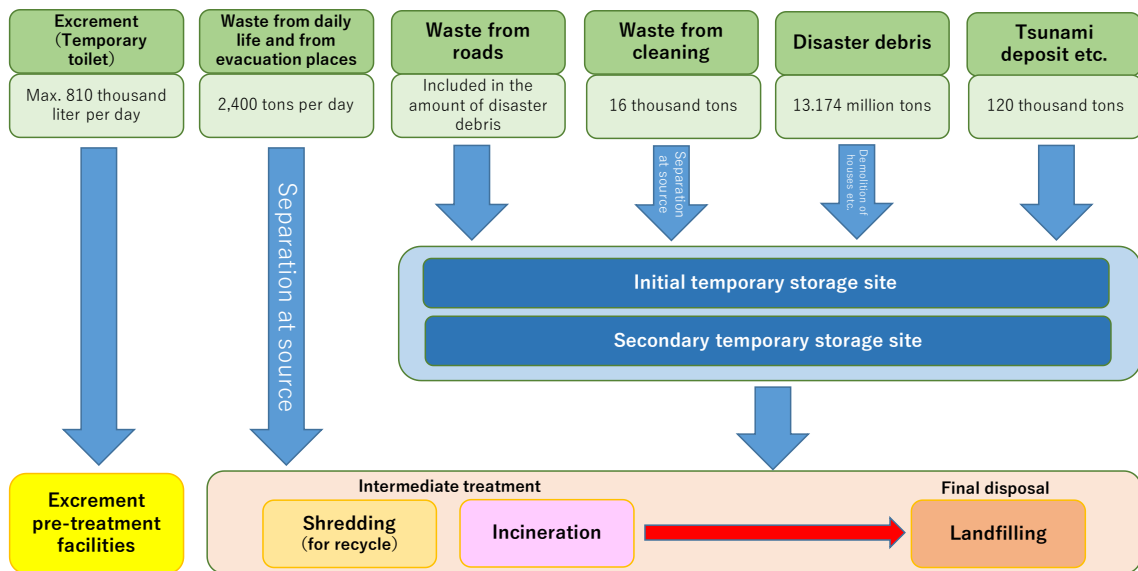 Excrement
(Temporary
toilet)
Max. 810 thousand
liter per day
Waste from daily
life and from
evacuation places
2,400 tons per day
Waste from
roads
Included in the
amount of disaster
debris
Waste from
cleaning
16 thousand tons
Disaster debris
13.174 million tons
Tsunami
deposit etc.
120 thousand tons
Separation at source
Separation
at source
Demolition of
houses etc.
Initial temporary storage site
Secondary temporary storage site
Excrement
pre-treatment
facilities
Intermediate treatment
Shredding
(for recycle)
Incineration
Final disposal
Landfilling